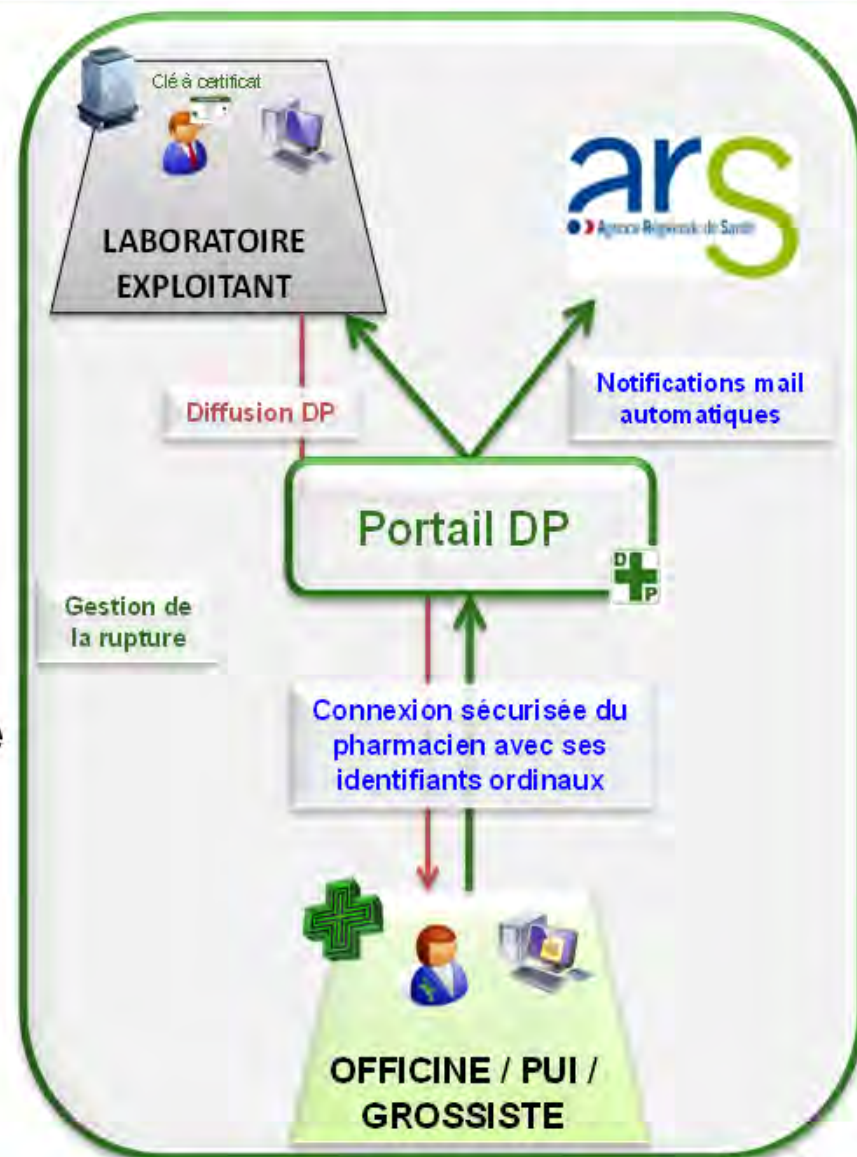 Clé à certificat
LABORATOIRE
EXPLOITANT
ars
Agence Régionale de Santé
Diffusion DP
Notifications mail
automatiques
Portail DP
D
P
Gestion de
la rupture
Connexion sécurisée du
pharmacien avec ses
identifiants ordinaux
OFFICINE / PUI /
GROSSISTE